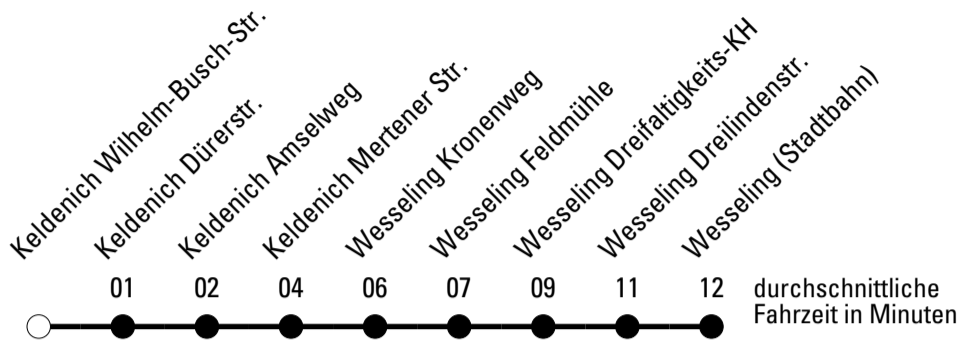 Keldenich Wilhelm-Busch-Str.
Keldenich Dürerstr.
Keldenich Amselweg
Keldenich Mertener Str.
Wesseling Kronenweg
Wesseling Feldmühle
Wesseling Dreifaltigkeits-KH
Wesseling Dreilindenstr.
Wesseling (Stadtbahn)
01 02 04 06 07 09 11 12
durchschnittliche
Fahrzeit in Minuten